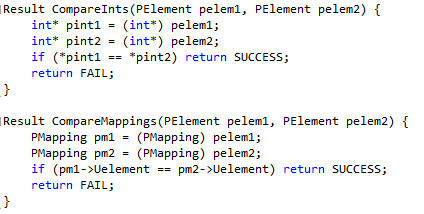 Result CompareInts(PElement pelem1, PElement pelem2) {
    int* pint1 = (int*) pelem1;
    int* pint2 = (int*) pelem2;
    if (*pint1 == *pint2) return SUCCESS;
    return FAIL;
}
Result CompareMappings(PElement pelem1, PElement pelem2) {
    PMapping pm1 = (PMapping) pelem1;
    PMapping pm2 = (PMapping) pelem2;
    if (pm1->Uelement == pm2->Uelement) return SUCCESS;
    return FAIL;
}